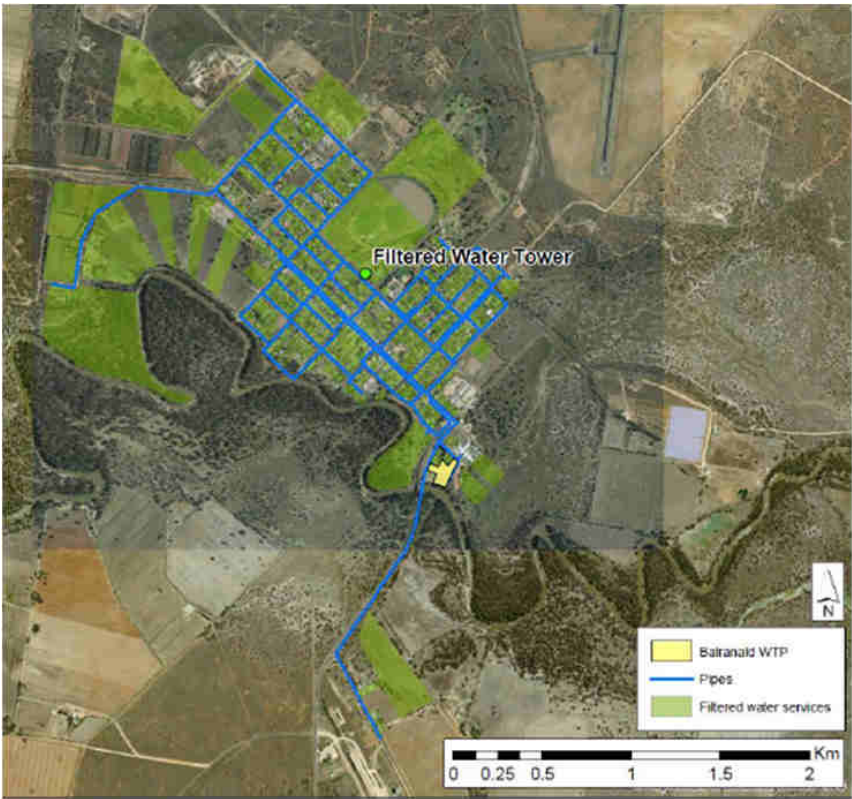 Filtered Water Tower
N
Balranald WTP
Pipes
Filtered water services
Km
0 0.25 0.5 1 1.5 2